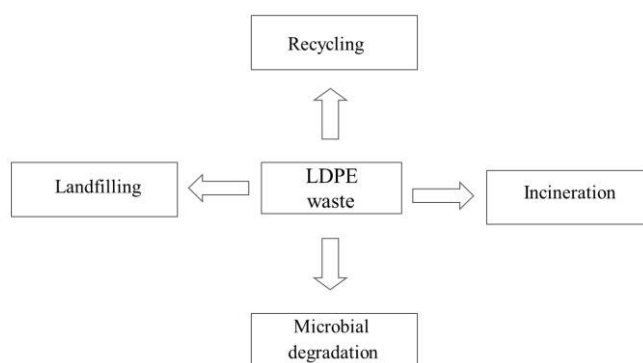 Recycling
Landfilling
LDPE
waste
Incineration
Microbial
degradation